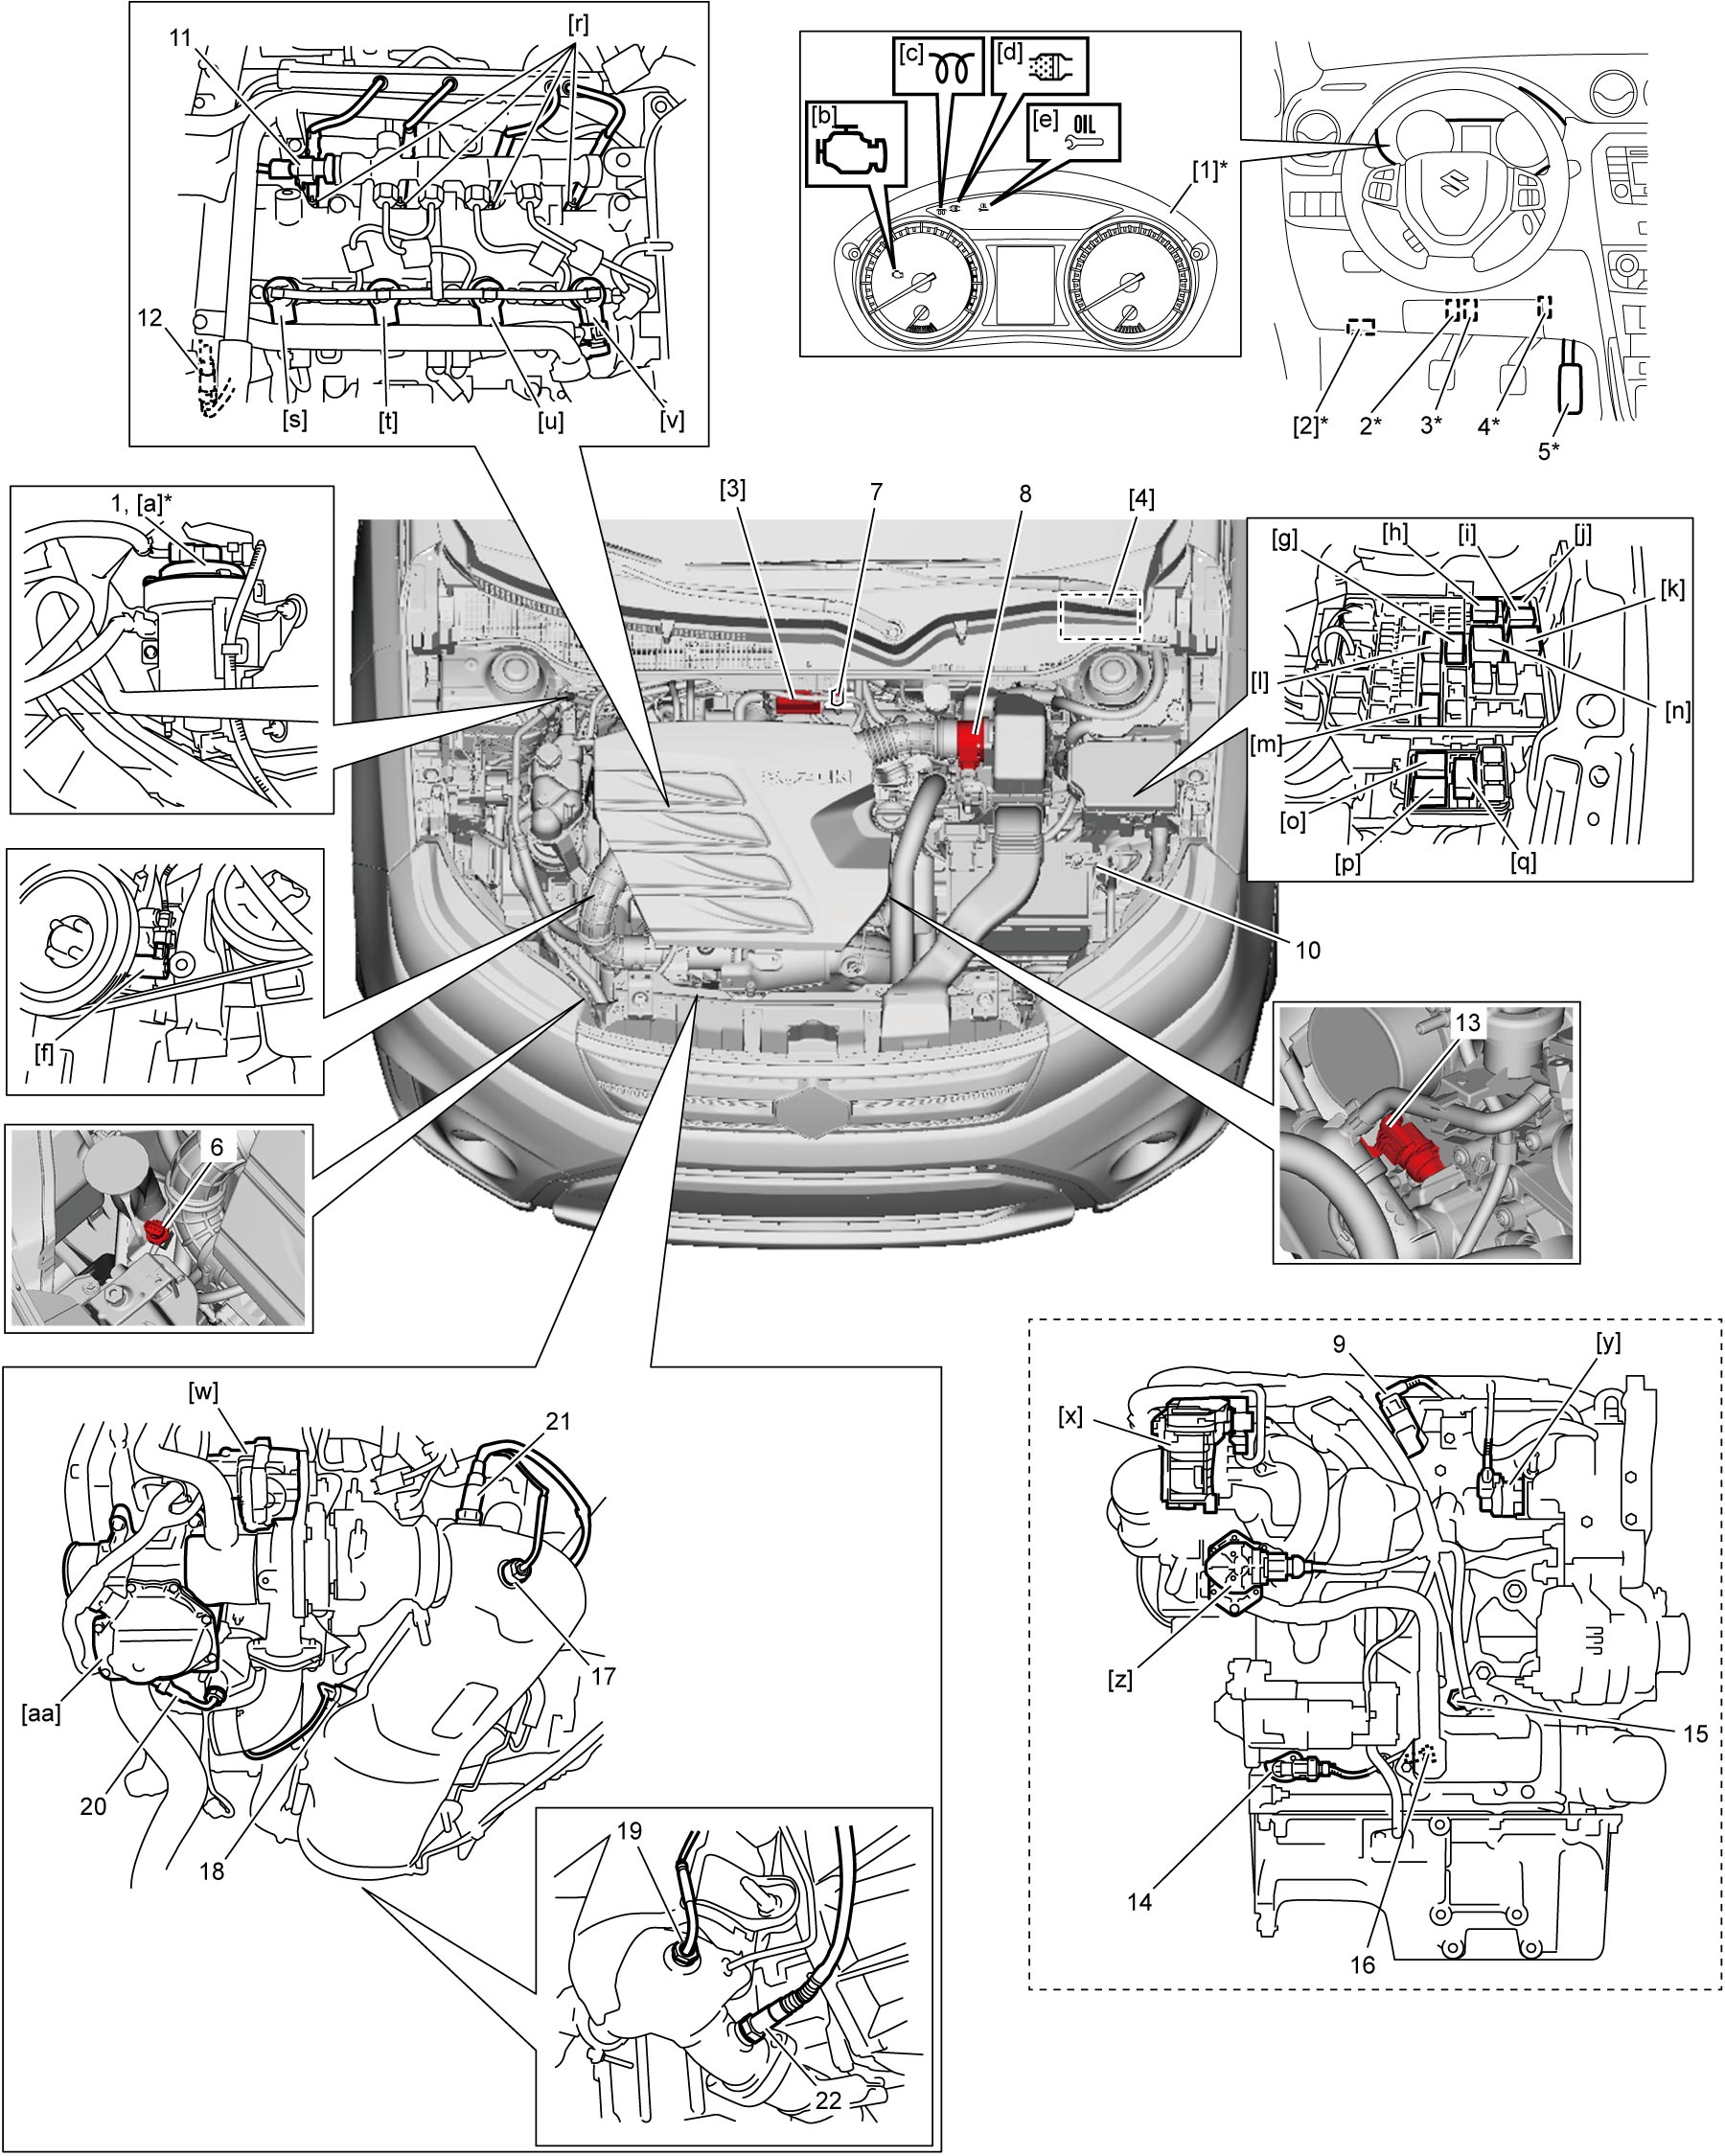 11
[r]
12
[s]
[t]
[u]
[v]
[b]
[c]
[d]
[e]
OIL
[1]*
[2]*
2*
3*
4*
5*
1, [a]*
[3]
7
8
[4]
[g]
[h]
[i]
[j]
[k]
[l]
[m]
[n]
[o]
[p]
[q]
[f]
10
6
13
[w]
21
17
[aa]
20
18
19
22
9
[y]
[x]
[z]
15
14
16